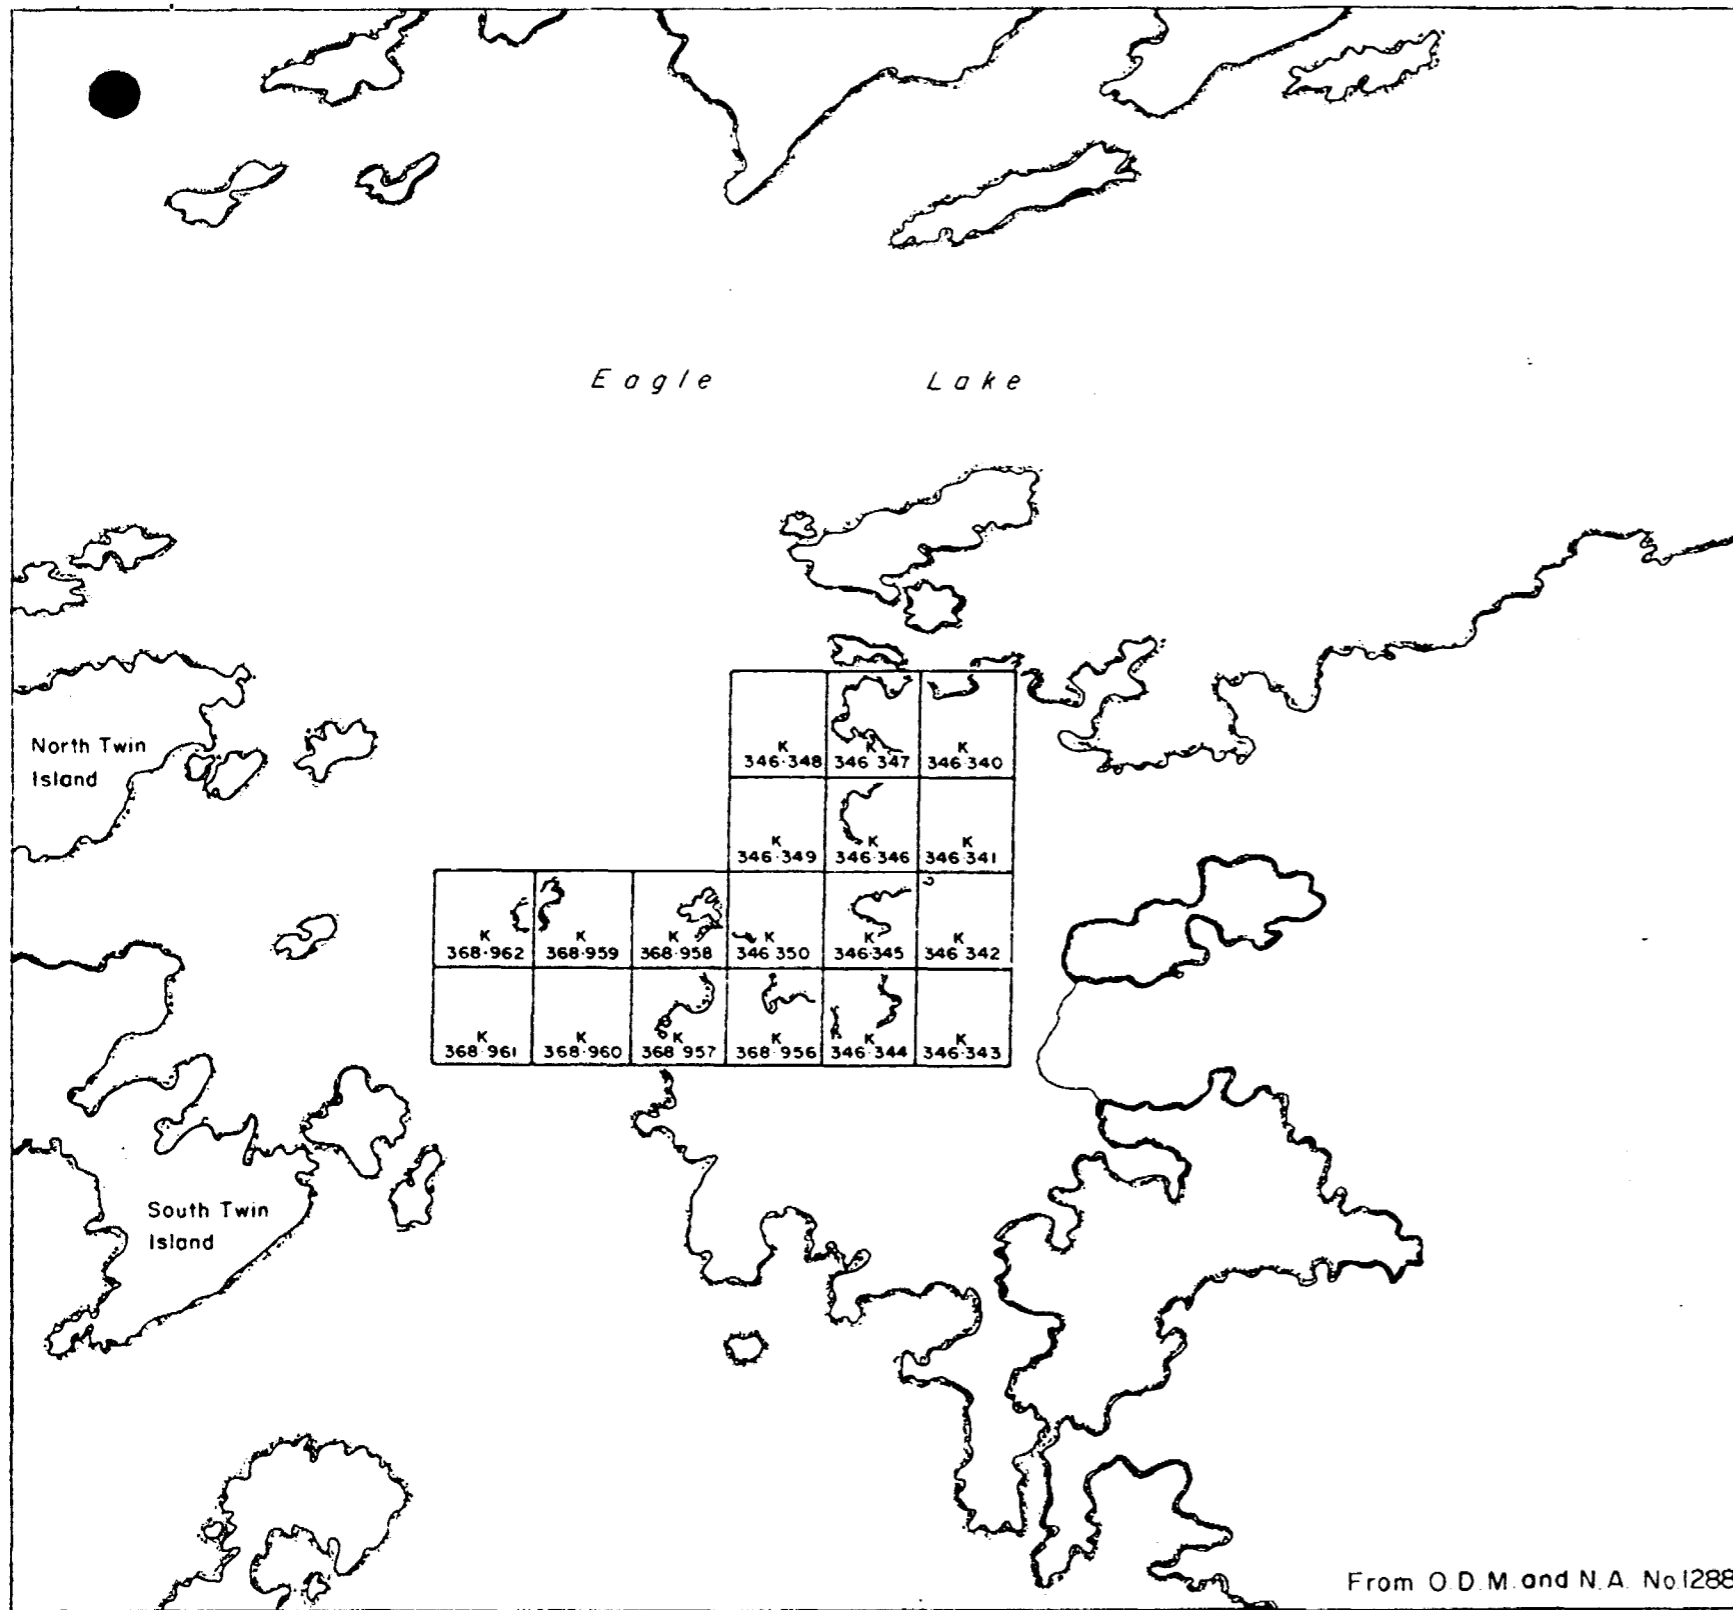 Eagle Lake
North Twin
Island
K K K
346·348 346 347 346·340
K K K
346·349 346·346 346·341
K K K K K K
368·962 368·959 368·958 346 350 346·345 346·342
K K K K K K
368·961 368·960 368 957 368·956 346·344 346·343
South Twin
Island
From O.D.M. and N.A. No.1288